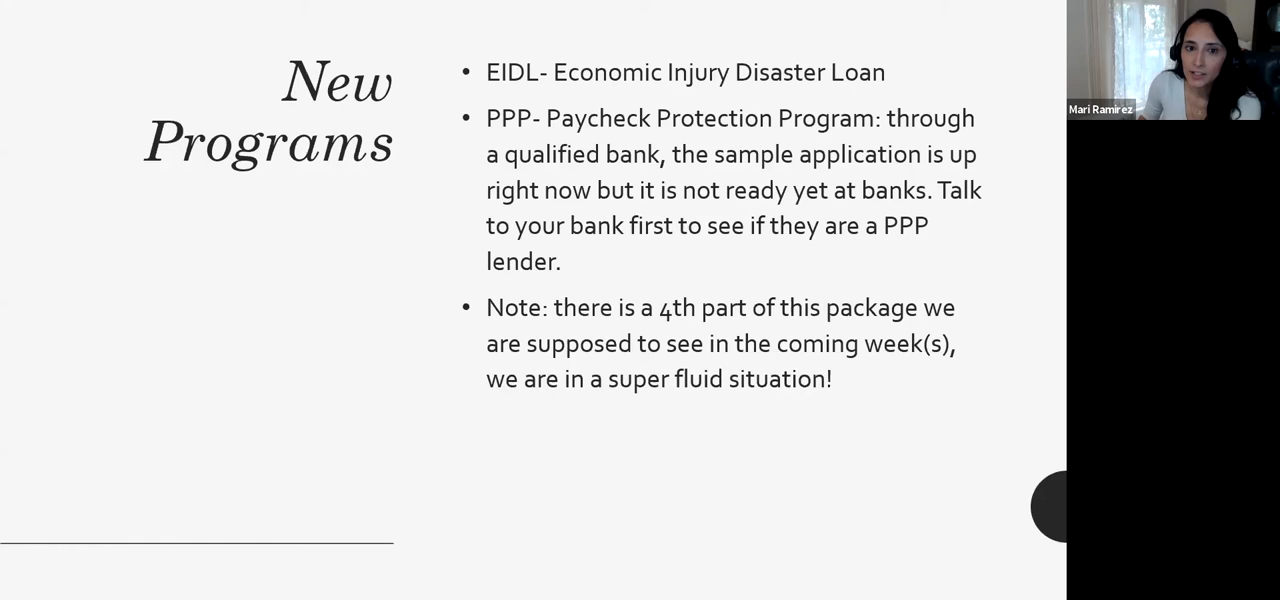 New
Programs
• EIDL- Economic Injury Disaster Loan
• PPP- Paycheck Protection Program: through
a qualified bank, the sample application is up
right now but it is not ready yet at banks. Talk
to your bank first to see if they are a PPP
lender.
• Note: there is a 4th part of this package we
are supposed to see in the coming week(s),
we are in a super fluid situation!
Mari Ramirez